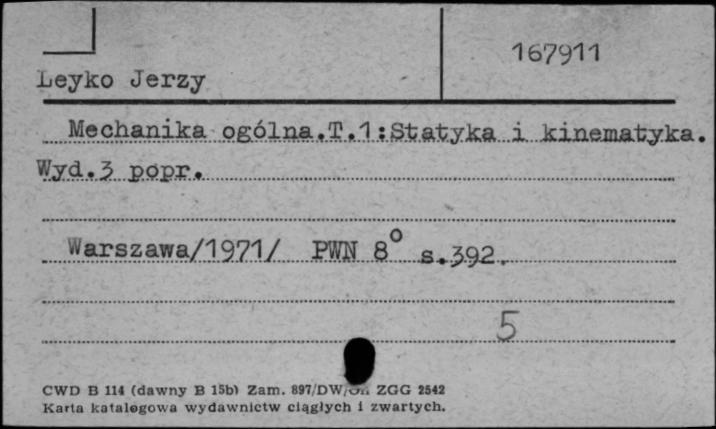 167911
Leyko Jerzy
Mechanika ogólna.T.1:Statyka i kinematyka.
Wyd.3 popr.
Warszawa/1971/ PWN 8° s.392.
5
CWD B 114 (dawny B 15b) Zam. 897/DW/ ZGG 2542
Karta katalogowa wydawnictw ciągłych i zwartych.